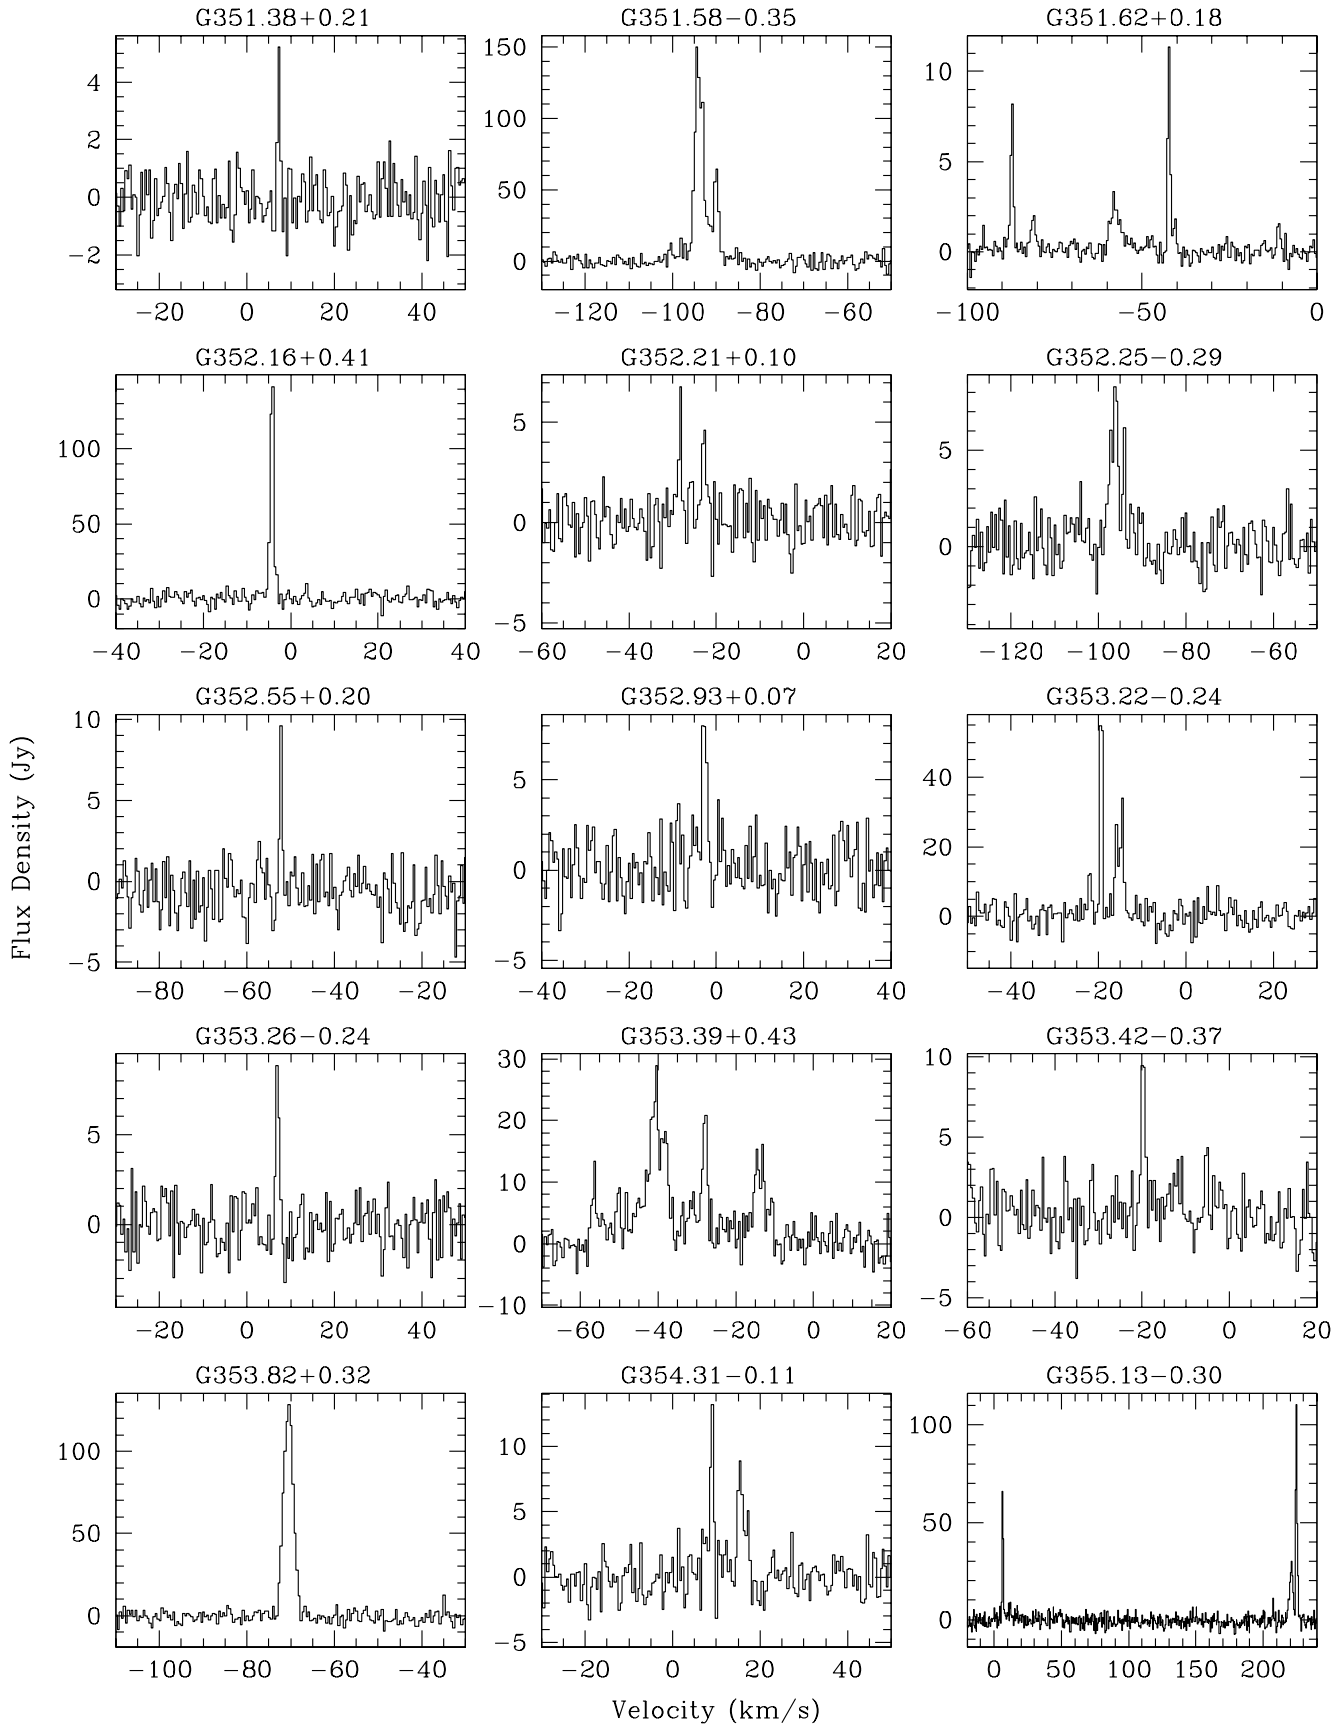 G351.38+0.21
G351.58−0.35
G351.62+0.18
4
2
0
−2
−20 0 20 40
150
100
50
0
−120 −100 −80 −60
10
5
0
−100 −50 0
G352.16+0.41
G352.21+0.10
G352.25−0.29
100
50
0
−40 −20 0 20 40
5
0
−5
−60 −40 −20 0 20
5
0
−120 −100 −80 −60
G352.55+0.20
G352.93+0.07
G353.22−0.24
10
5
0
−5
−80 −60 −40 −20
5
0
−5
−40 −20 0 20 40
40
20
0
−40 −20 0 20
Flux Density (Jy)
G353.26−0.24
G353.39+0.43
G353.42−0.37
5
0
−20 0 20 40
30
20
10
0
−10
−60 −40 −20 0 20
10
5
0
−5
−60 −40 −20 0 20
G353.82+0.32
G354.31−0.11
G355.13−0.30
100
50
0
−100 −80 −60 −40
10
5
0
−5
−20 0 20 40
100
50
0
0 50 100 150 200
Velocity (km/s)